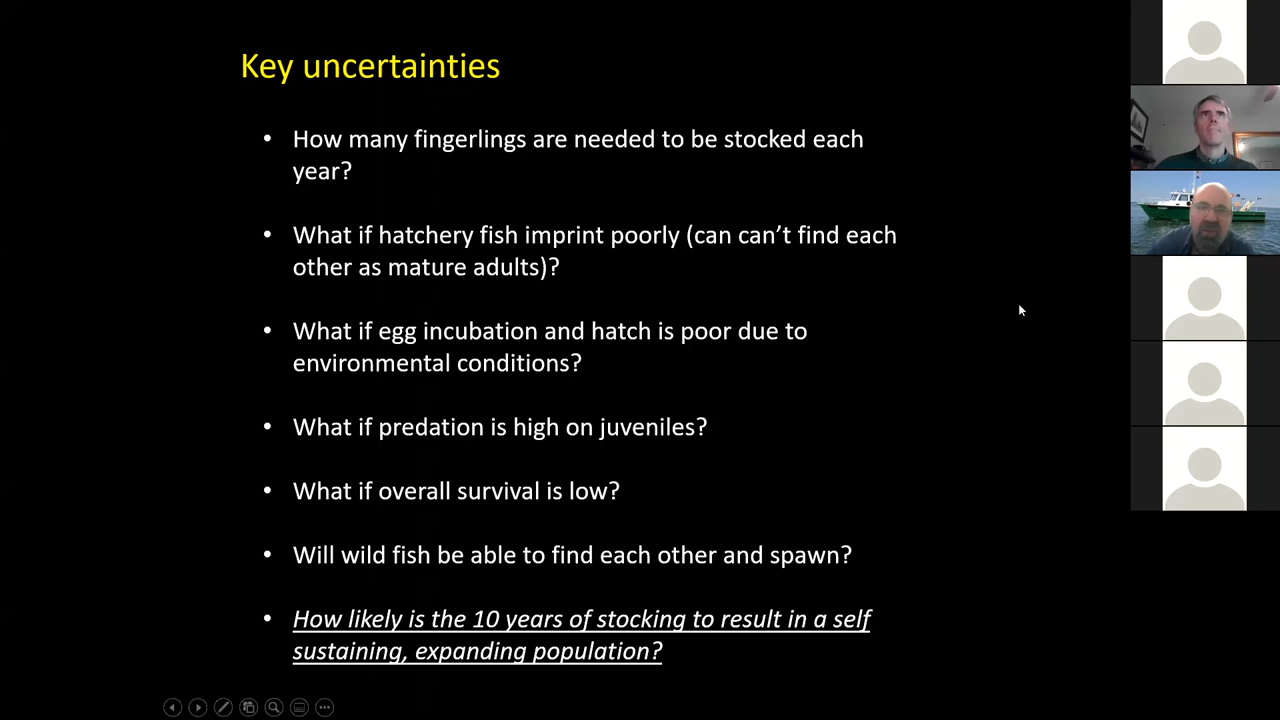 Key uncertainties
• How many fingerlings are needed to be stocked each
year?
• What if hatchery fish imprint poorly (can can’t find each
other as mature adults)?
• What if egg incubation and hatch is poor due to
environmental conditions?
• What if predation is high on juveniles?
• What if overall survival is low?
• Will wild fish be able to find each other and spawn?
• How likely is the 10 years of stocking to result in a self
sustaining, expanding population?